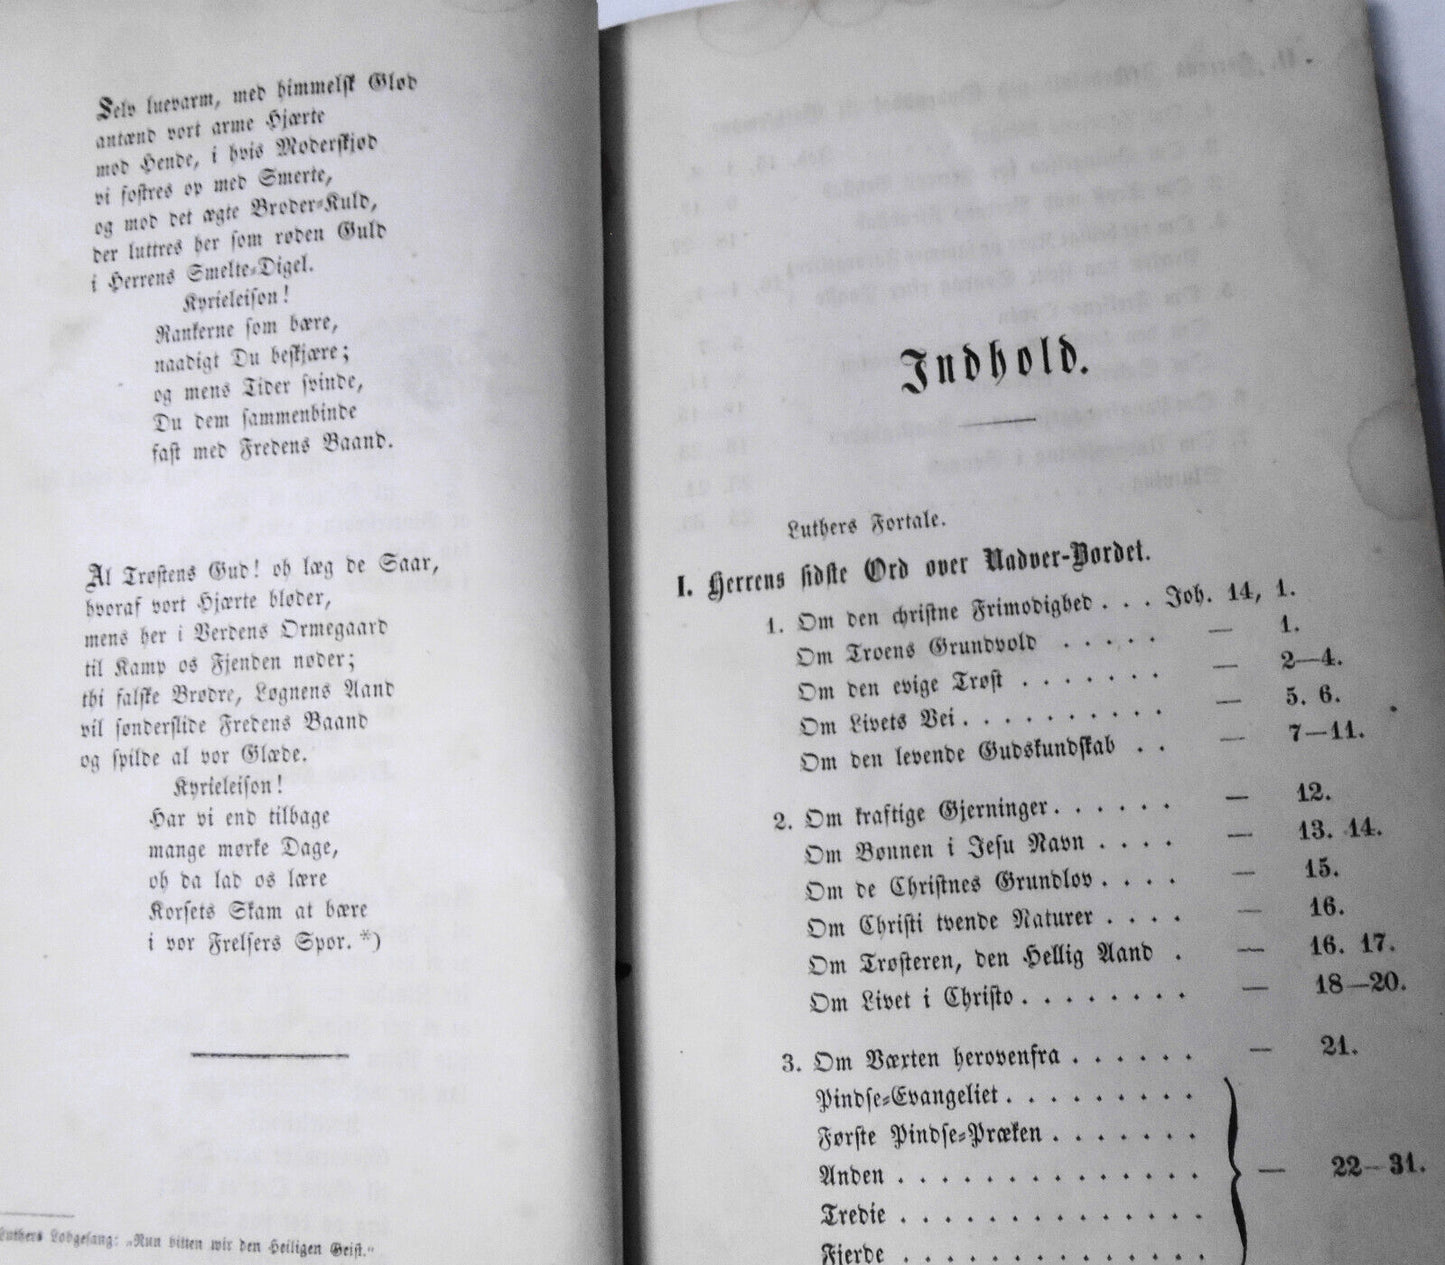 Selv luevarm, med himmelsk Glød
antænd vort arme Hjærte
mod Hende, i hvis Moderskjød
vi fostres op med Smerte,
og mod det ægte Broder-Kuld,
der luttres her som røden Guld
i Herrens Smelte-Digel.
Kyrieleison!
Rankerne som bære,
naadigt Du beskjære;
og mens Tider svinde,
Du dem sammenbinde
fast med Fredens Baand.
Al Trøstens Gud! oh læg de Saar,
hvoraf vort Hjærte bløder,
mens her i Verdens Ormegaard
til Kamp os Fjenden nøder;
thi falske Brødre, Løgnens Aand
vil sønderslide Fredens Baand
og spilde al vor Glæde.
Kyrieleison!
Har vi end tilbage
mange mørke Dage,
oh da lad os lære
Korsets Skam at bære
i vor Frelsers Spor. *)
Luthers Lobgesang: „Nun bitten wir den Heiligen Geist.“
Indhold.
Luthers Fortale.
I. Herrens sidste Ord over Nadver-Bordet.
1. Om den christne Frimodighed . . . Joh. 14, 1.
Om Troens Grundvold . . . . . — 1.
Om den evige Trøst . . . . . . . — 2—4.
Om Livets Vei . . . . . . . . . . — 5. 6.
Om den levende Gudskundskab . . — 7—11.
2. Om kraftige Gjerninger . . . . . . — 12.
Om Bønnen i Jesu Navn . . . . — 13. 14.
Om de Christnes Grundlov . . . . — 15.
Om Christi tvende Naturer . . . . — 16.
Om Trøsteren, den Hellig Aand . — 16. 17.
Om Livet i Christo . . . . . . . . — 18—20.
3. Om Væxten herovenfra . . . . . . — 21.
Pindse-Evangeliet . . . . . . . . .
Første Pindse-Præken . . . . . . .
Anden . . . . . . . . . . . . . — 22—31.
Tredie . . . . . . . . . . . . .
Fjerde . . . . . . . . . . . . .